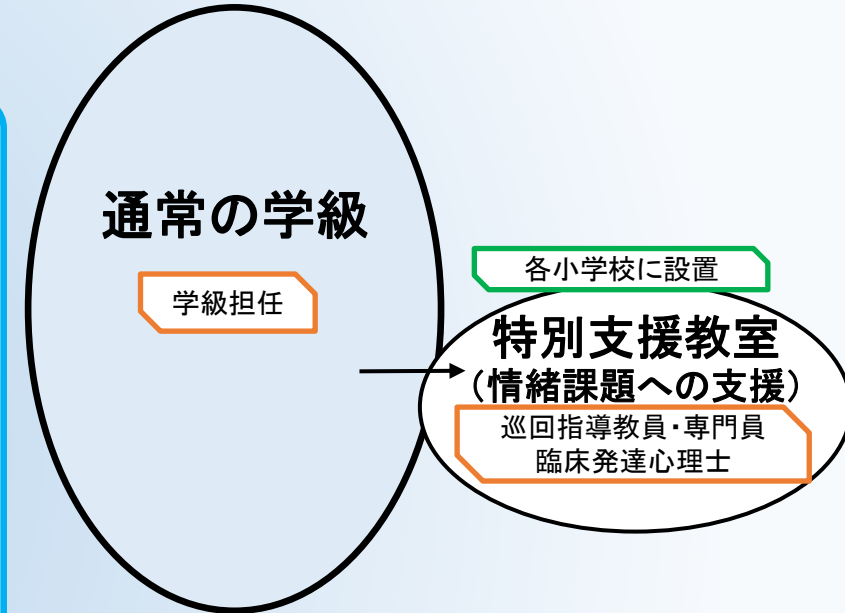 通常の学級
学級担任
各小学校に設置
特別支援教室
(情緒課題への支援)
巡回指導教員・専門員
臨床発達心理士